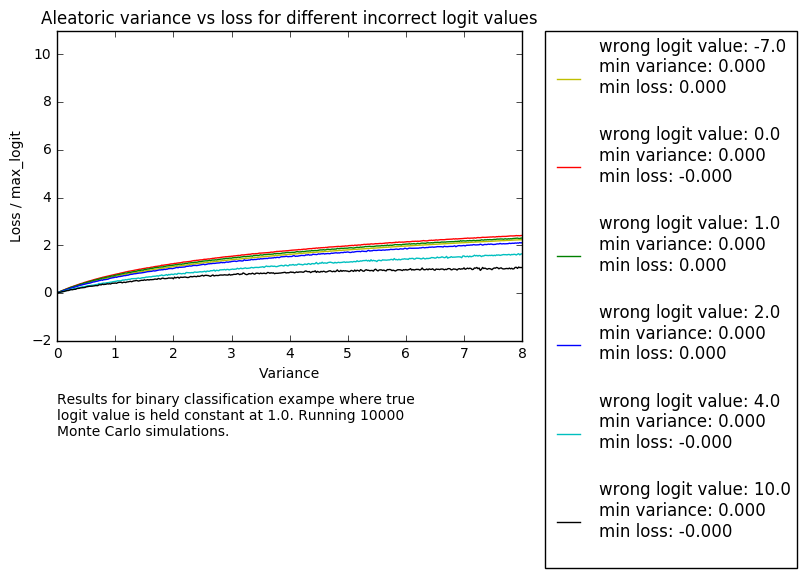 Aleatoric variance vs loss for different incorrect logit values
Loss / max_logit
10
8
6
4
2
0
−2
0 1 2 3 4 5 6 7 8
Variance
Results for binary classification exampe where true
logit value is held constant at 1.0. Running 10000
Monte Carlo simulations.
wrong logit value: -7.0
min variance: 0.000
min loss: 0.000
wrong logit value: 0.0
min variance: 0.000
min loss: -0.000
wrong logit value: 1.0
min variance: 0.000
min loss: 0.000
wrong logit value: 2.0
min variance: 0.000
min loss: 0.000
wrong logit value: 4.0
min variance: 0.000
min loss: -0.000
wrong logit value: 10.0
min variance: 0.000
min loss: -0.000